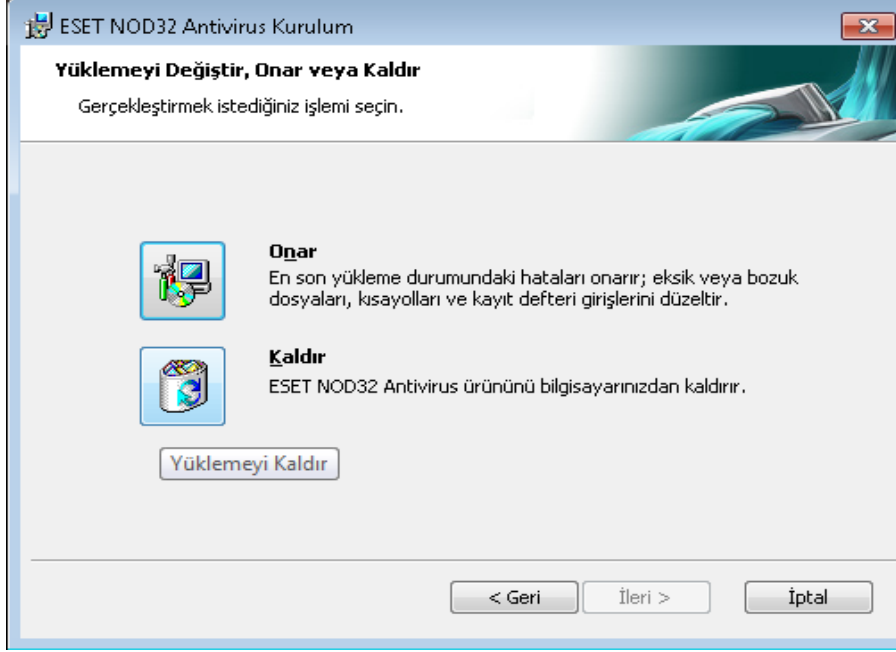 ESET NOD32 Antivirus Kurulum
Yüklemeyi Değiştir, Onar veya Kaldır
Gerçekleştirmek istediğiniz işlemi seçin.
Onar
En son yükleme durumundaki hataları onarır; eksik veya bozuk
dosyaları, kısayolları ve kayıt defteri girişlerini düzeltir.
Kaldır
ESET NOD32 Antivirus ürününü bilgisayarınızdan kaldırır.
Yüklemeyi Kaldır
< Geri İleri > İptal